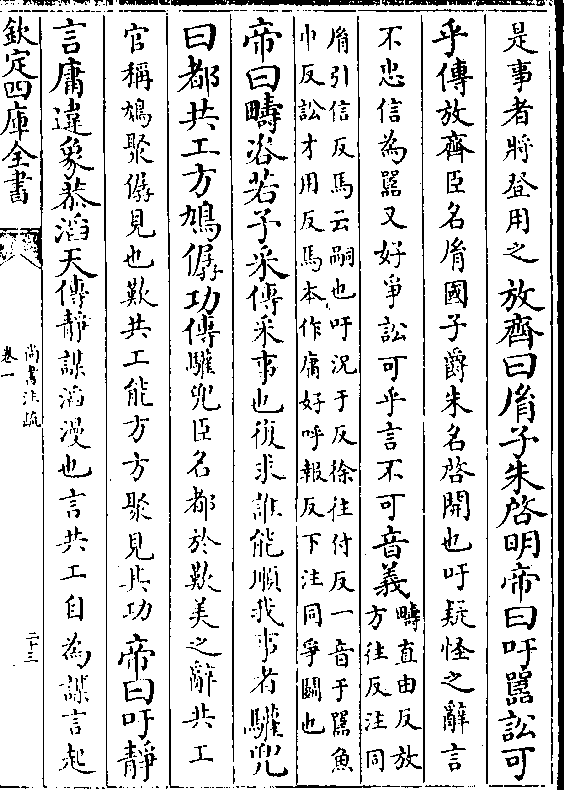 是事者將登用之放齊曰胤子朱啓明帝曰吁嚚訟可
乎傳放齊臣名胤國子爵朱名啓開也吁疑怪之辭言
不忠信為嚚又好爭訟可乎言不可音義
疇直由反放
方往反注同
胤引信反馬云嗣也吁況于反徐往付反一音于嚚魚
巾反訟才用反馬本作庸好呼報反下注同爭鬭也
帝曰疇咨若予采傳采事也復求誰能順我事者驩兜
曰都共工方鳩僝功傳驩兜臣名都於歎美之辭共工
官稱鳩聚僝見也歎共工能方方聚見其功帝曰吁靜
言庸違象恭滔天傳靜謀滔漫也言共工自為謀言起
欽定四庫全書
尚書注疏
卷一
二十三